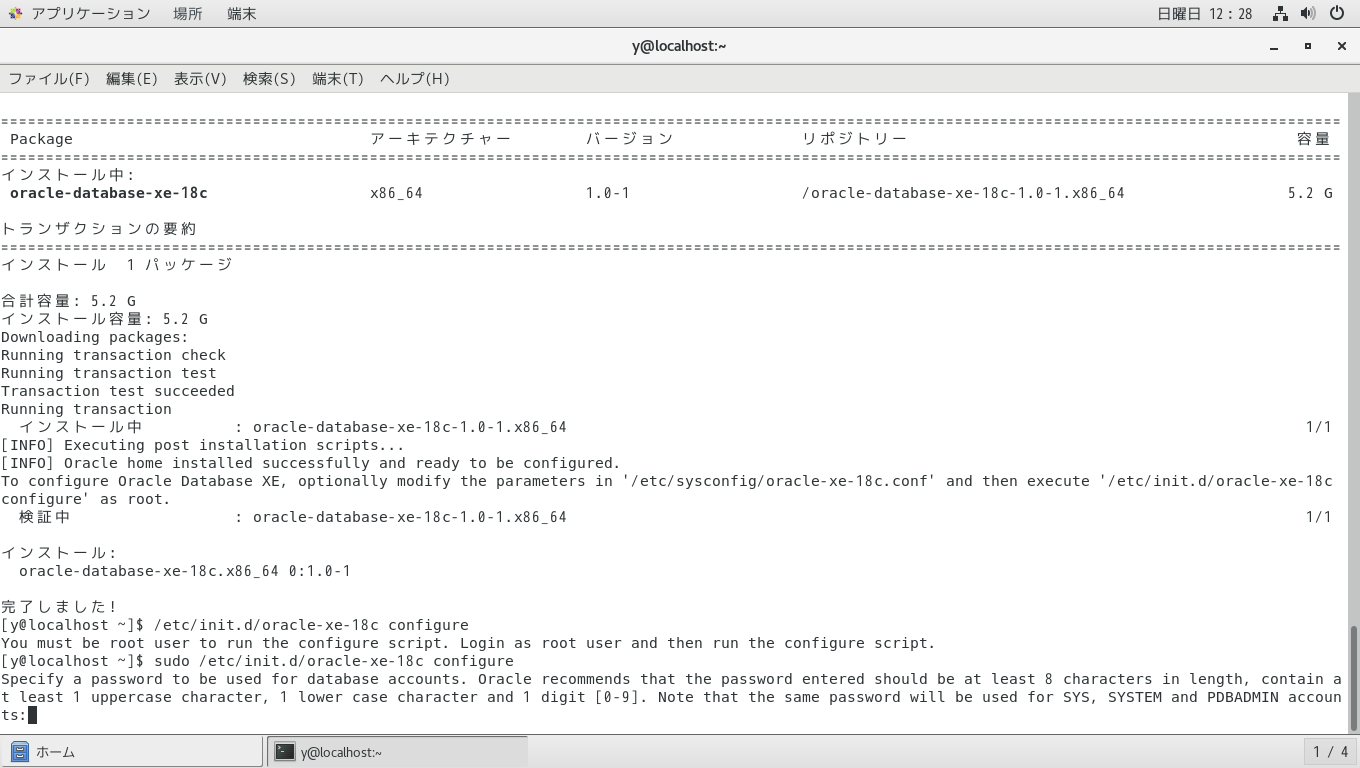 アプリケーション 場所 端末 日曜日 12：28
y@localhost:~
ファイル(F) 編集(E) 表示(V) 検索(S) 端末(T) ヘルプ(H)
================================================================================================================================================
Package アーキテクチャー バージョン リポジトリー 容量
================================================================================================================================================
インストール中:
oracle-database-xe-18c x86_64 1.0-1 /oracle-database-xe-18c-1.0-1.x86_64 5.2 G
トランザクションの要約
================================================================================================================================================
インストール 1 パッケージ
合計容量: 5.2 G
インストール容量: 5.2 G
Downloading packages:
Running transaction check
Running transaction test
Transaction test succeeded
Running transaction
インストール中 : oracle-database-xe-18c-1.0-1.x86_64 1/1
[INFO] Executing post installation scripts...
[INFO] Oracle home installed successfully and ready to be configured.
To configure Oracle Database XE, optionally modify the parameters in '/etc/sysconfig/oracle-xe-18c.conf' and then execute '/etc/init.d/oracle-xe-18c
configure' as root.
検証中 : oracle-database-xe-18c-1.0-1.x86_64 1/1
インストール:
oracle-database-xe-18c.x86_64 0:1.0-1
完了しました!
[y@localhost ~]$ /etc/init.d/oracle-xe-18c configure
You must be root user to run the configure script. Login as root user and then run the configure script.
[y@localhost ~]$ sudo /etc/init.d/oracle-xe-18c configure
Specify a password to be used for database accounts. Oracle recommends that the password entered should be at least 8 characters in length, contain a
t least 1 uppercase character, 1 lower case character and 1 digit [0-9]. Note that the same password will be used for SYS, SYSTEM and PDBADMIN accoun
ts:
ホーム y@localhost:~ 1 / 4